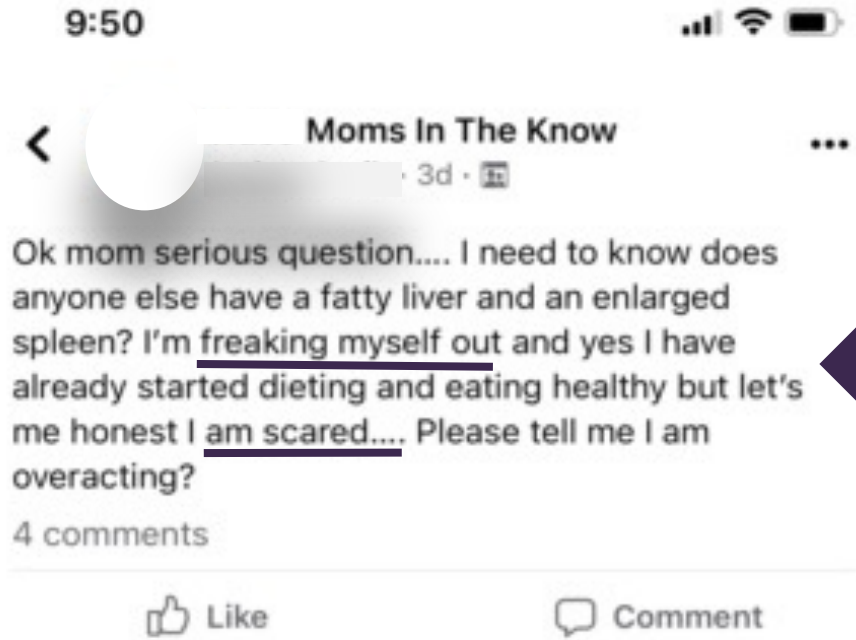 9:50
Moms In The Know
· 3d ·
Ok mom serious question.... I need to know does
anyone else have a fatty liver and an enlarged
spleen? I'm freaking myself out and yes I have
already started dieting and eating healthy but let's
me honest I am scared.... Please tell me I am
overacting?
4 comments
Like
Comment